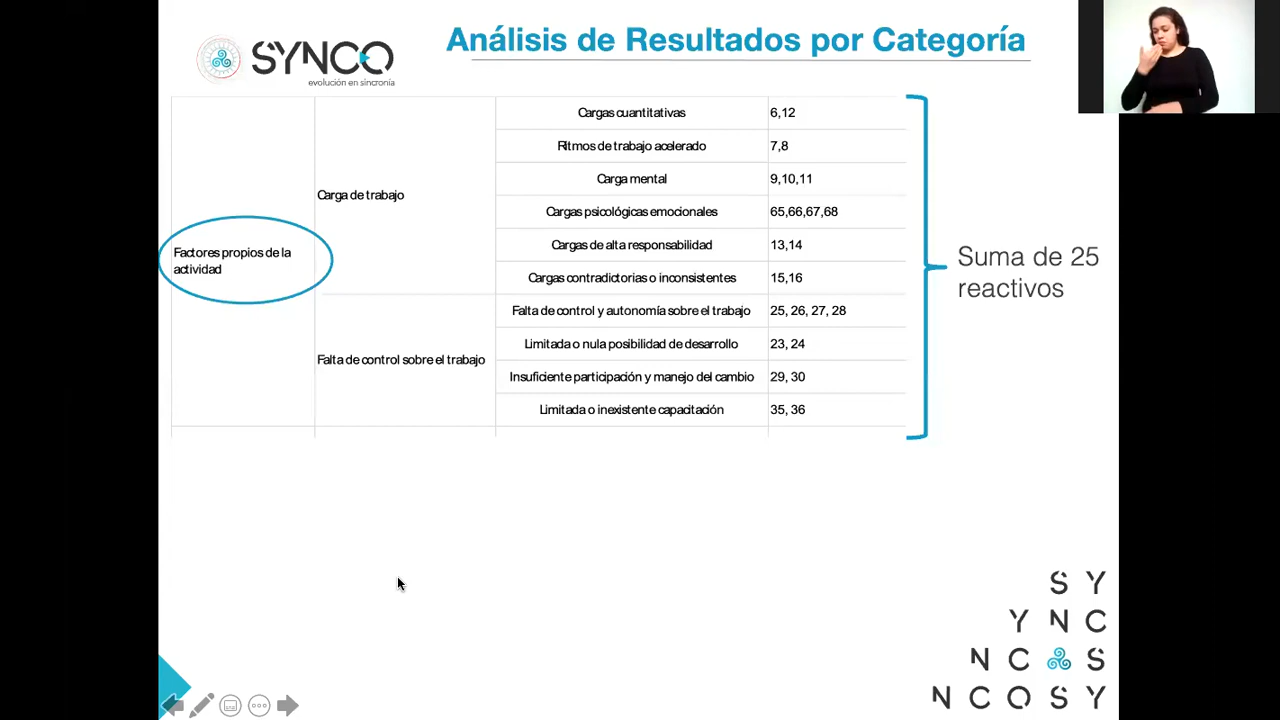 SYNCO
evolución en sincronía
Análisis de Resultados por Categoría
Factores propios de la
actividad
Carga de trabajo
Cargas cuantitativas 6,12
Ritmos de trabajo acelerado 7,8
Carga mental 9,10,11
Cargas psicológicas emocionales 65,66,67,68
Cargas de alta responsabilidad 13,14
Cargas contradictorias o inconsistentes 15,16
Falta de control sobre el trabajo
Falta de control y autonomía sobre el trabajo 25, 26, 27, 28
Limitada o nula posibilidad de desarrollo 23, 24
Insuficiente participación y manejo del cambio 29, 30
Limitada o inexistente capacitación 35, 36
Suma de 25
reactivos
S Y
Y N C
N C S
N C O S Y